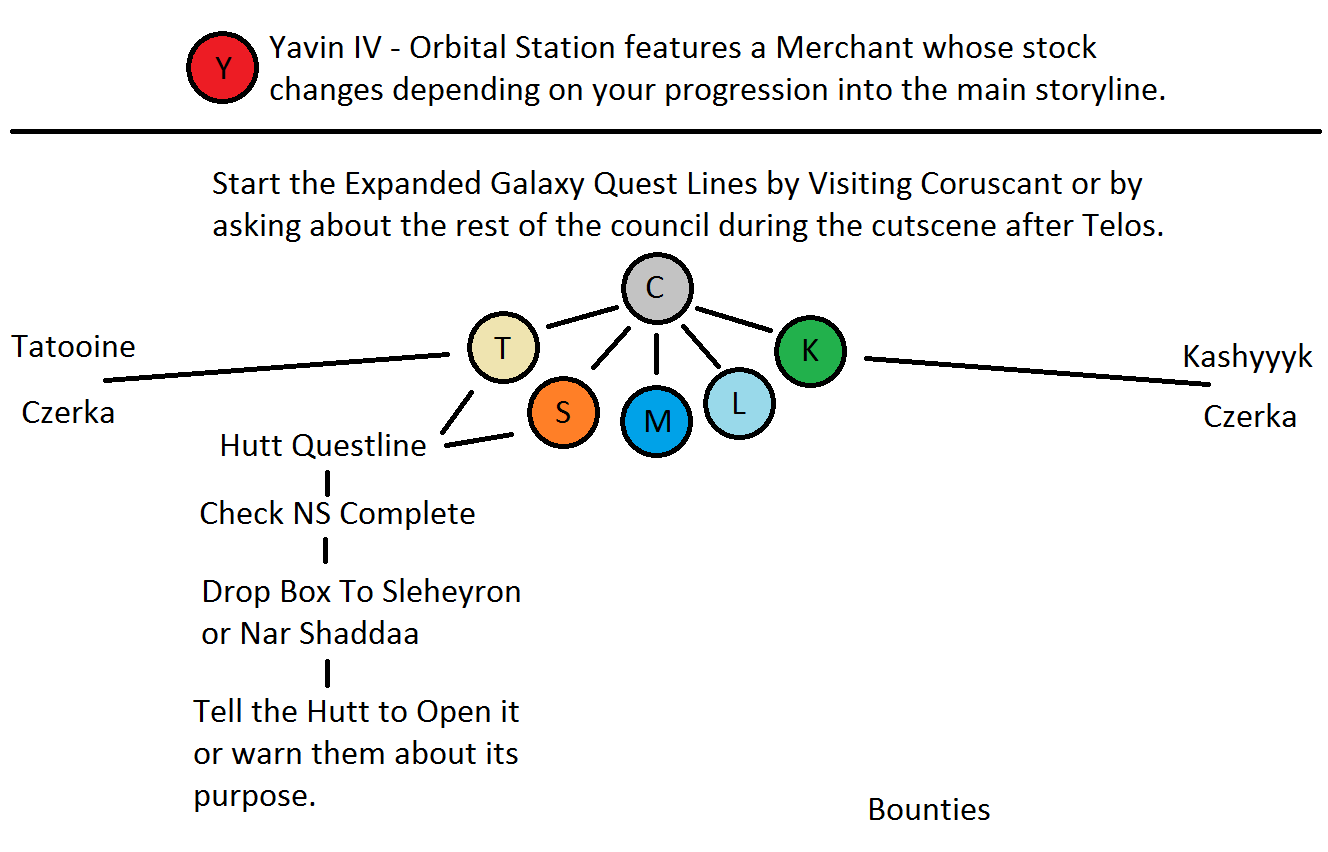 Y
Yavin IV - Orbital Station features a Merchant whose stock
changes depending on your progression into the main storyline.
Start the Expanded Galaxy Quest Lines by Visiting Coruscant or by
asking about the rest of the council during the cutscene after Telos.
C
T
K
Tatooine
Kashyyyk
S
M
L
Czerka
Czerka
Hutt Questline
Check NS Complete
Drop Box To Sleheyron
or Nar Shaddaa
Tell the Hutt to Open it
or warn them about its
purpose.
Bounties